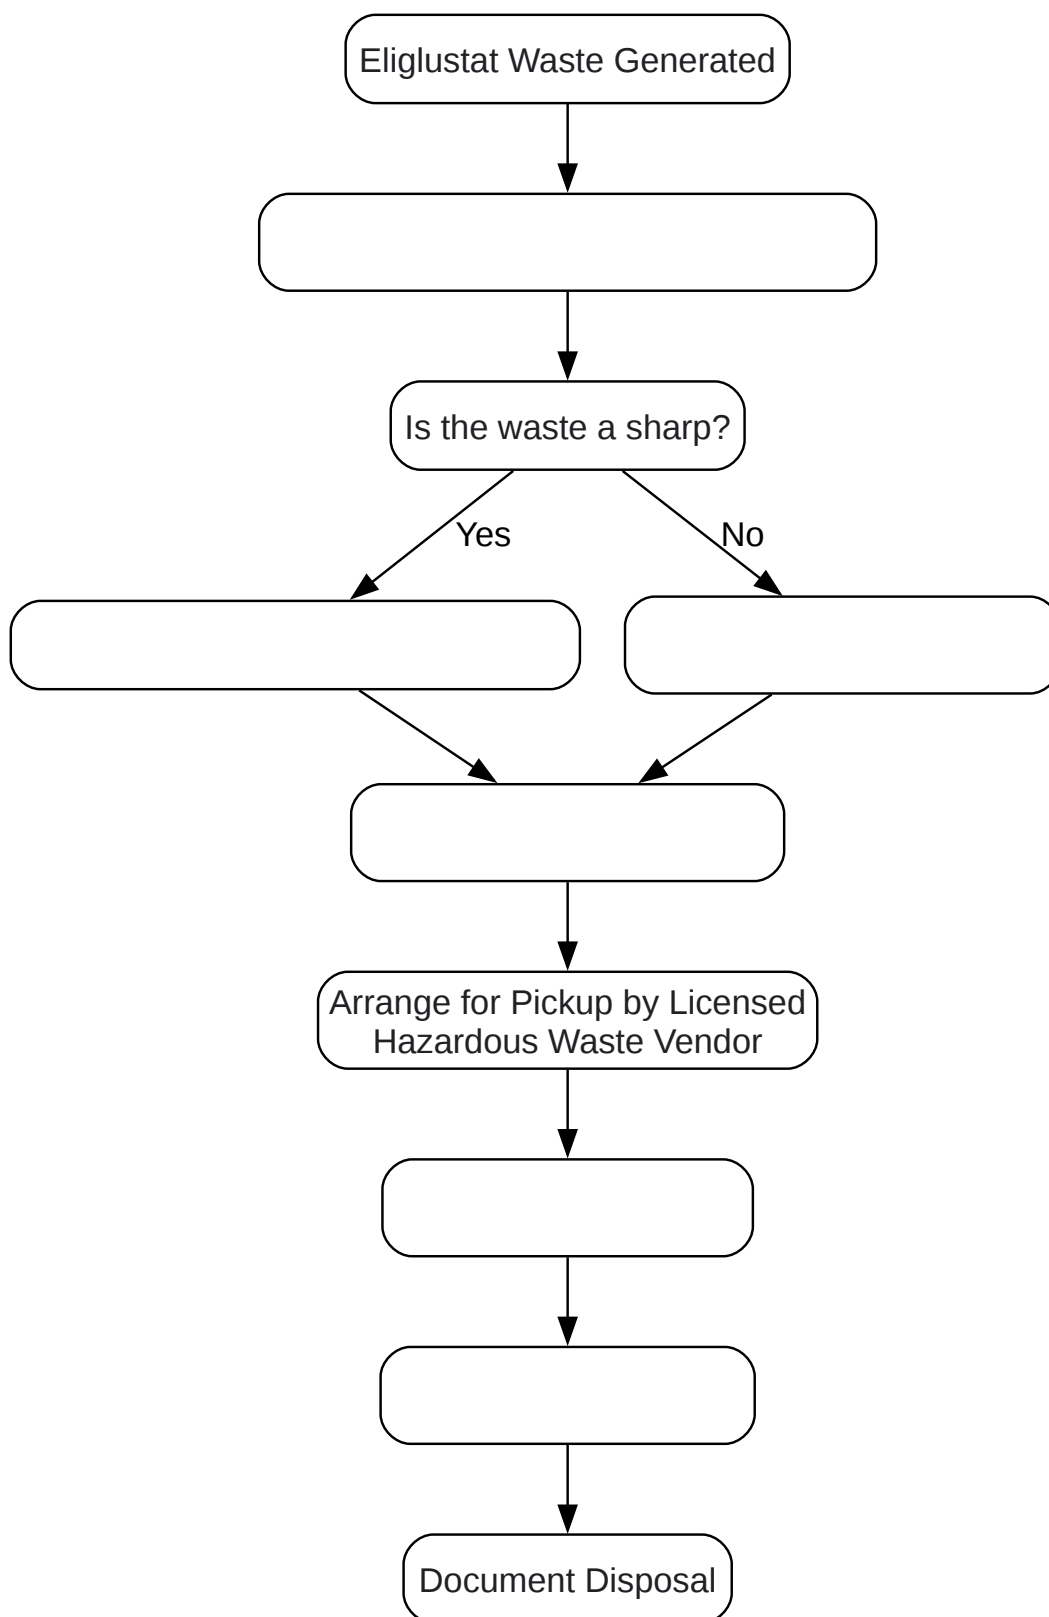 Eliglustat Waste Generated
Is the waste a sharp?
Yes
No
Arrange for Pickup by Licensed
Hazardous Waste Vendor
Document Disposal